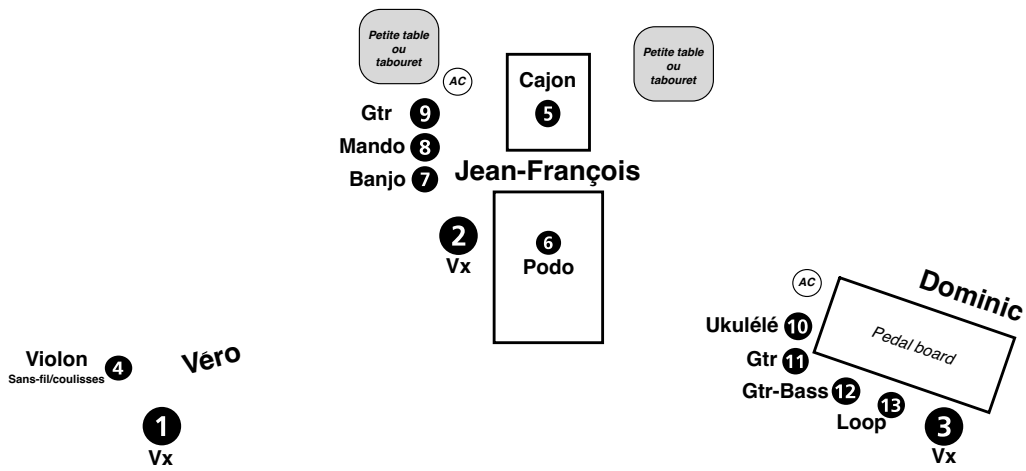 Petite table
ou
tabouret
AC
Cajon
5
Petite table
ou
tabouret
Gtr 9
Mando 8
Banjo 7
Jean-François
2
Vx
6
Podo
AC
Dominic
Pedal board
Ukulélé 10
Gtr 11
Gtr-Bass 12
Loop 13
3
Vx
Violon
Sans-fil/coulisses
4
Véro
1
Vx